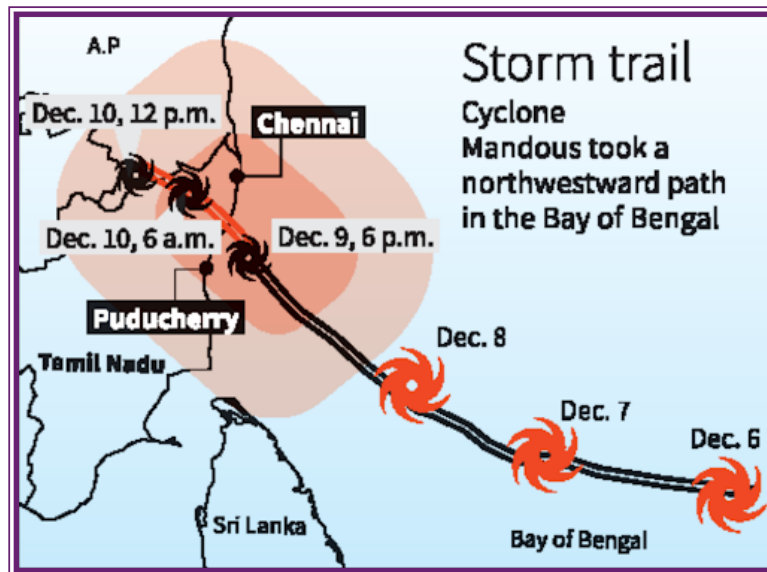 A.P
Storm trail
Cyclone
Mandous took a
northwestward path
in the Bay of Bengal
Dec. 10, 12 p.m.
Chennai
Dec. 10, 6 a.m.
Dec. 9, 6 p.m.
Puducherry
Tamil Nadu
Dec. 8
Dec. 7
Dec. 6
Sri Lanka
Bay of Bengal